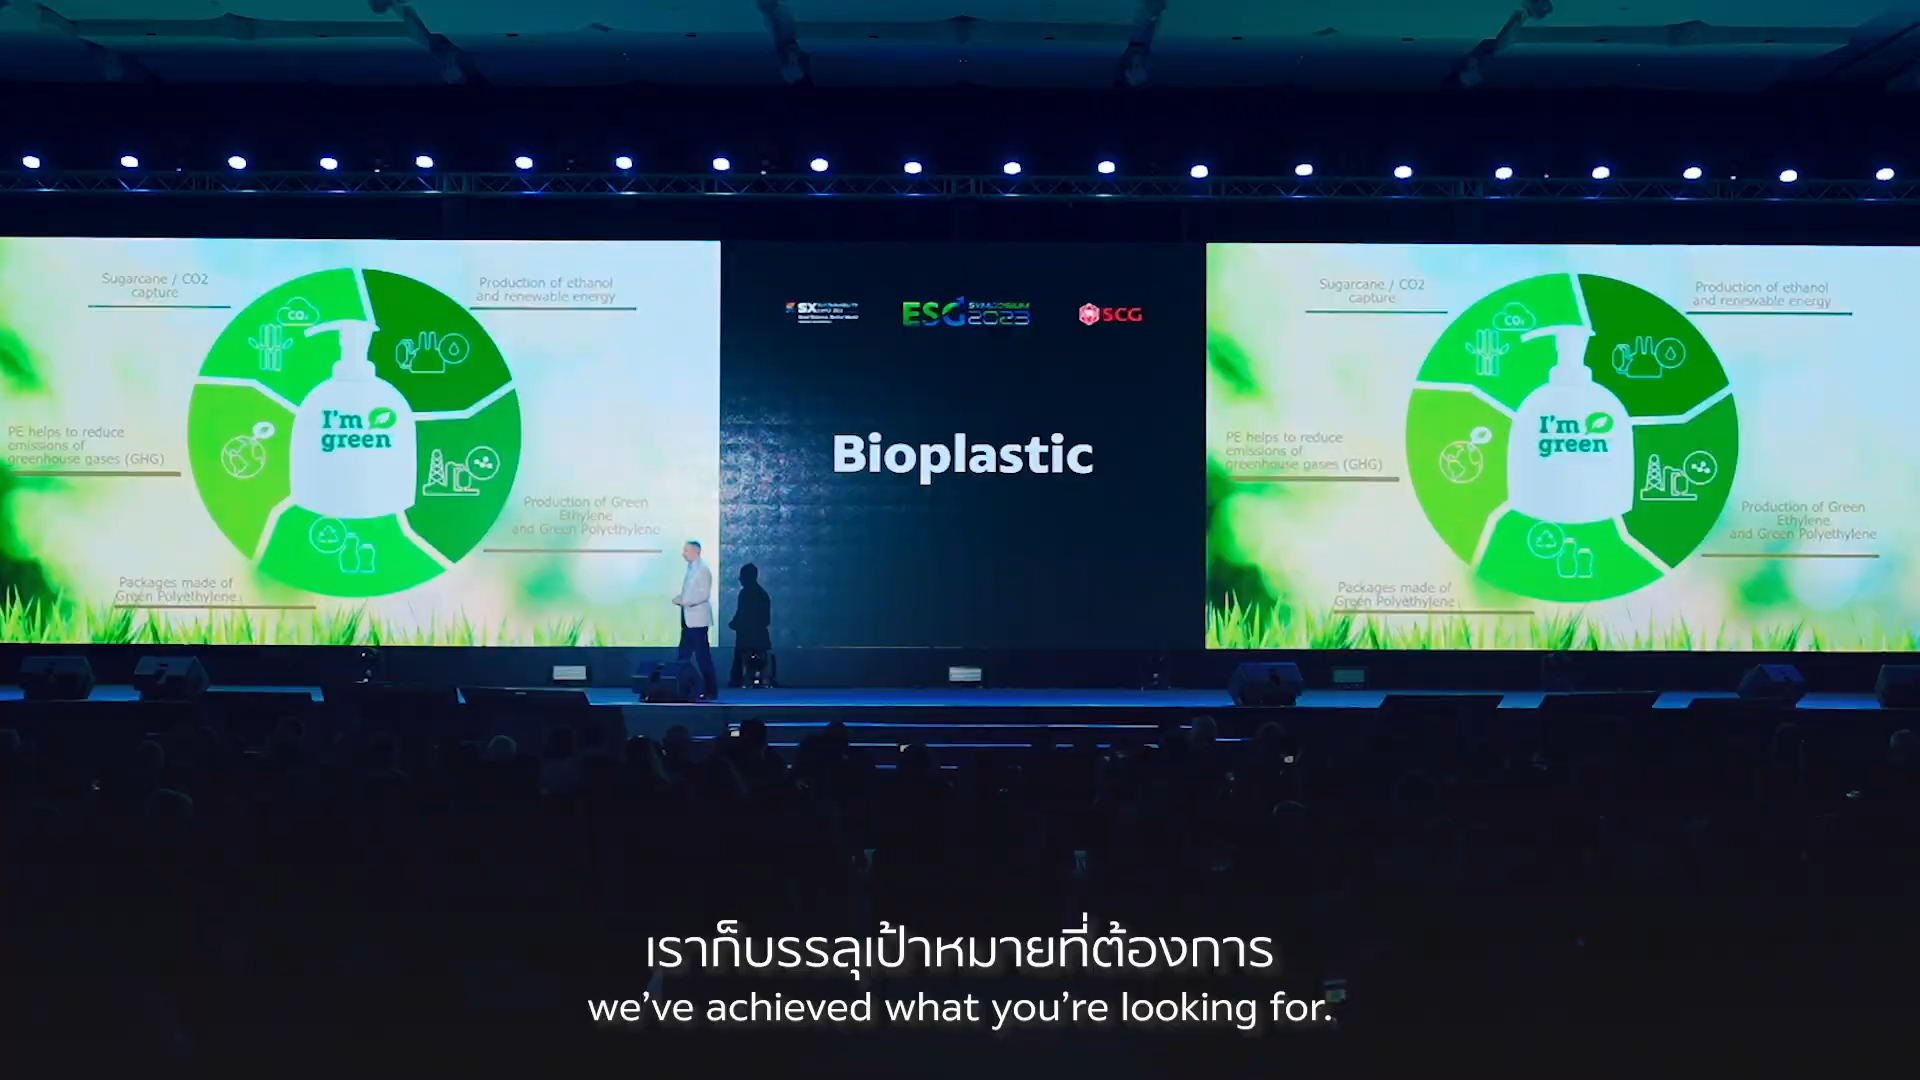 Sugarcane / CO2
capture
Production of ethanol
and renewable energy
CO₂
I'm
green
PE helps to reduce
emissions of
greenhouse gases (GHG)
Production of Green
Ethylene
and Green Polyethylene
Packages made of
Green Polyethylene
SX
ESG SYMPOSIUM
2023
SCG
Bioplastic
Sugarcane / CO2
capture
Production of ethanol
and renewable energy
CO₂
I'm
green
PE helps to reduce
emissions of
greenhouse gases (GHG)
Production of Green
Ethylene
and Green Polyethylene
Packages made of
Green Polyethylene
เราก็บรรลุเป้าหมายที่ต้องการ
we've achieved what you're looking for.